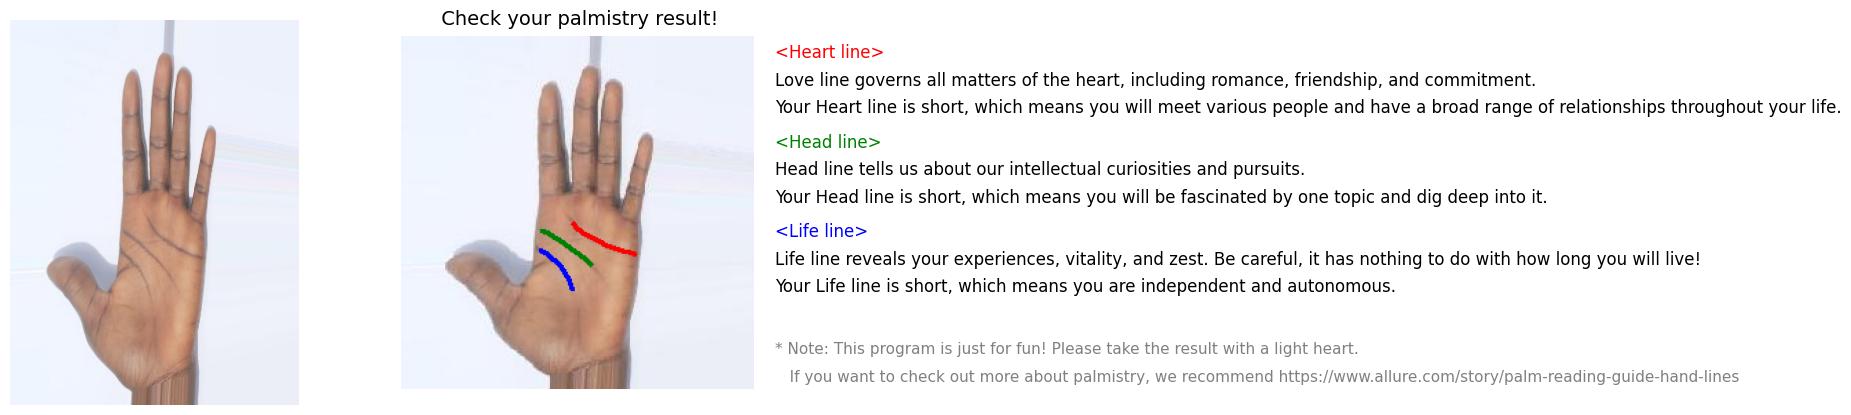 Check your palmistry result!
<Heart line>
Love line governs all matters of the heart, including romance, friendship, and commitment.
Your Heart line is short, which means you will meet various people and have a broad range of relationships throughout your life.
<Head line>
Head line tells us about our intellectual curiosities and pursuits.
Your Head line is short, which means you will be fascinated by one topic and dig deep into it.
<Life line>
Life line reveals your experiences, vitality, and zest. Be careful, it has nothing to do with how long you will live!
Your Life line is short, which means you are independent and autonomous.
* Note: This program is just for fun! Please take the result with a light heart.
If you want to check out more about palmistry, we recommend https://www.allure.com/story/palm-reading-guide-hand-lines